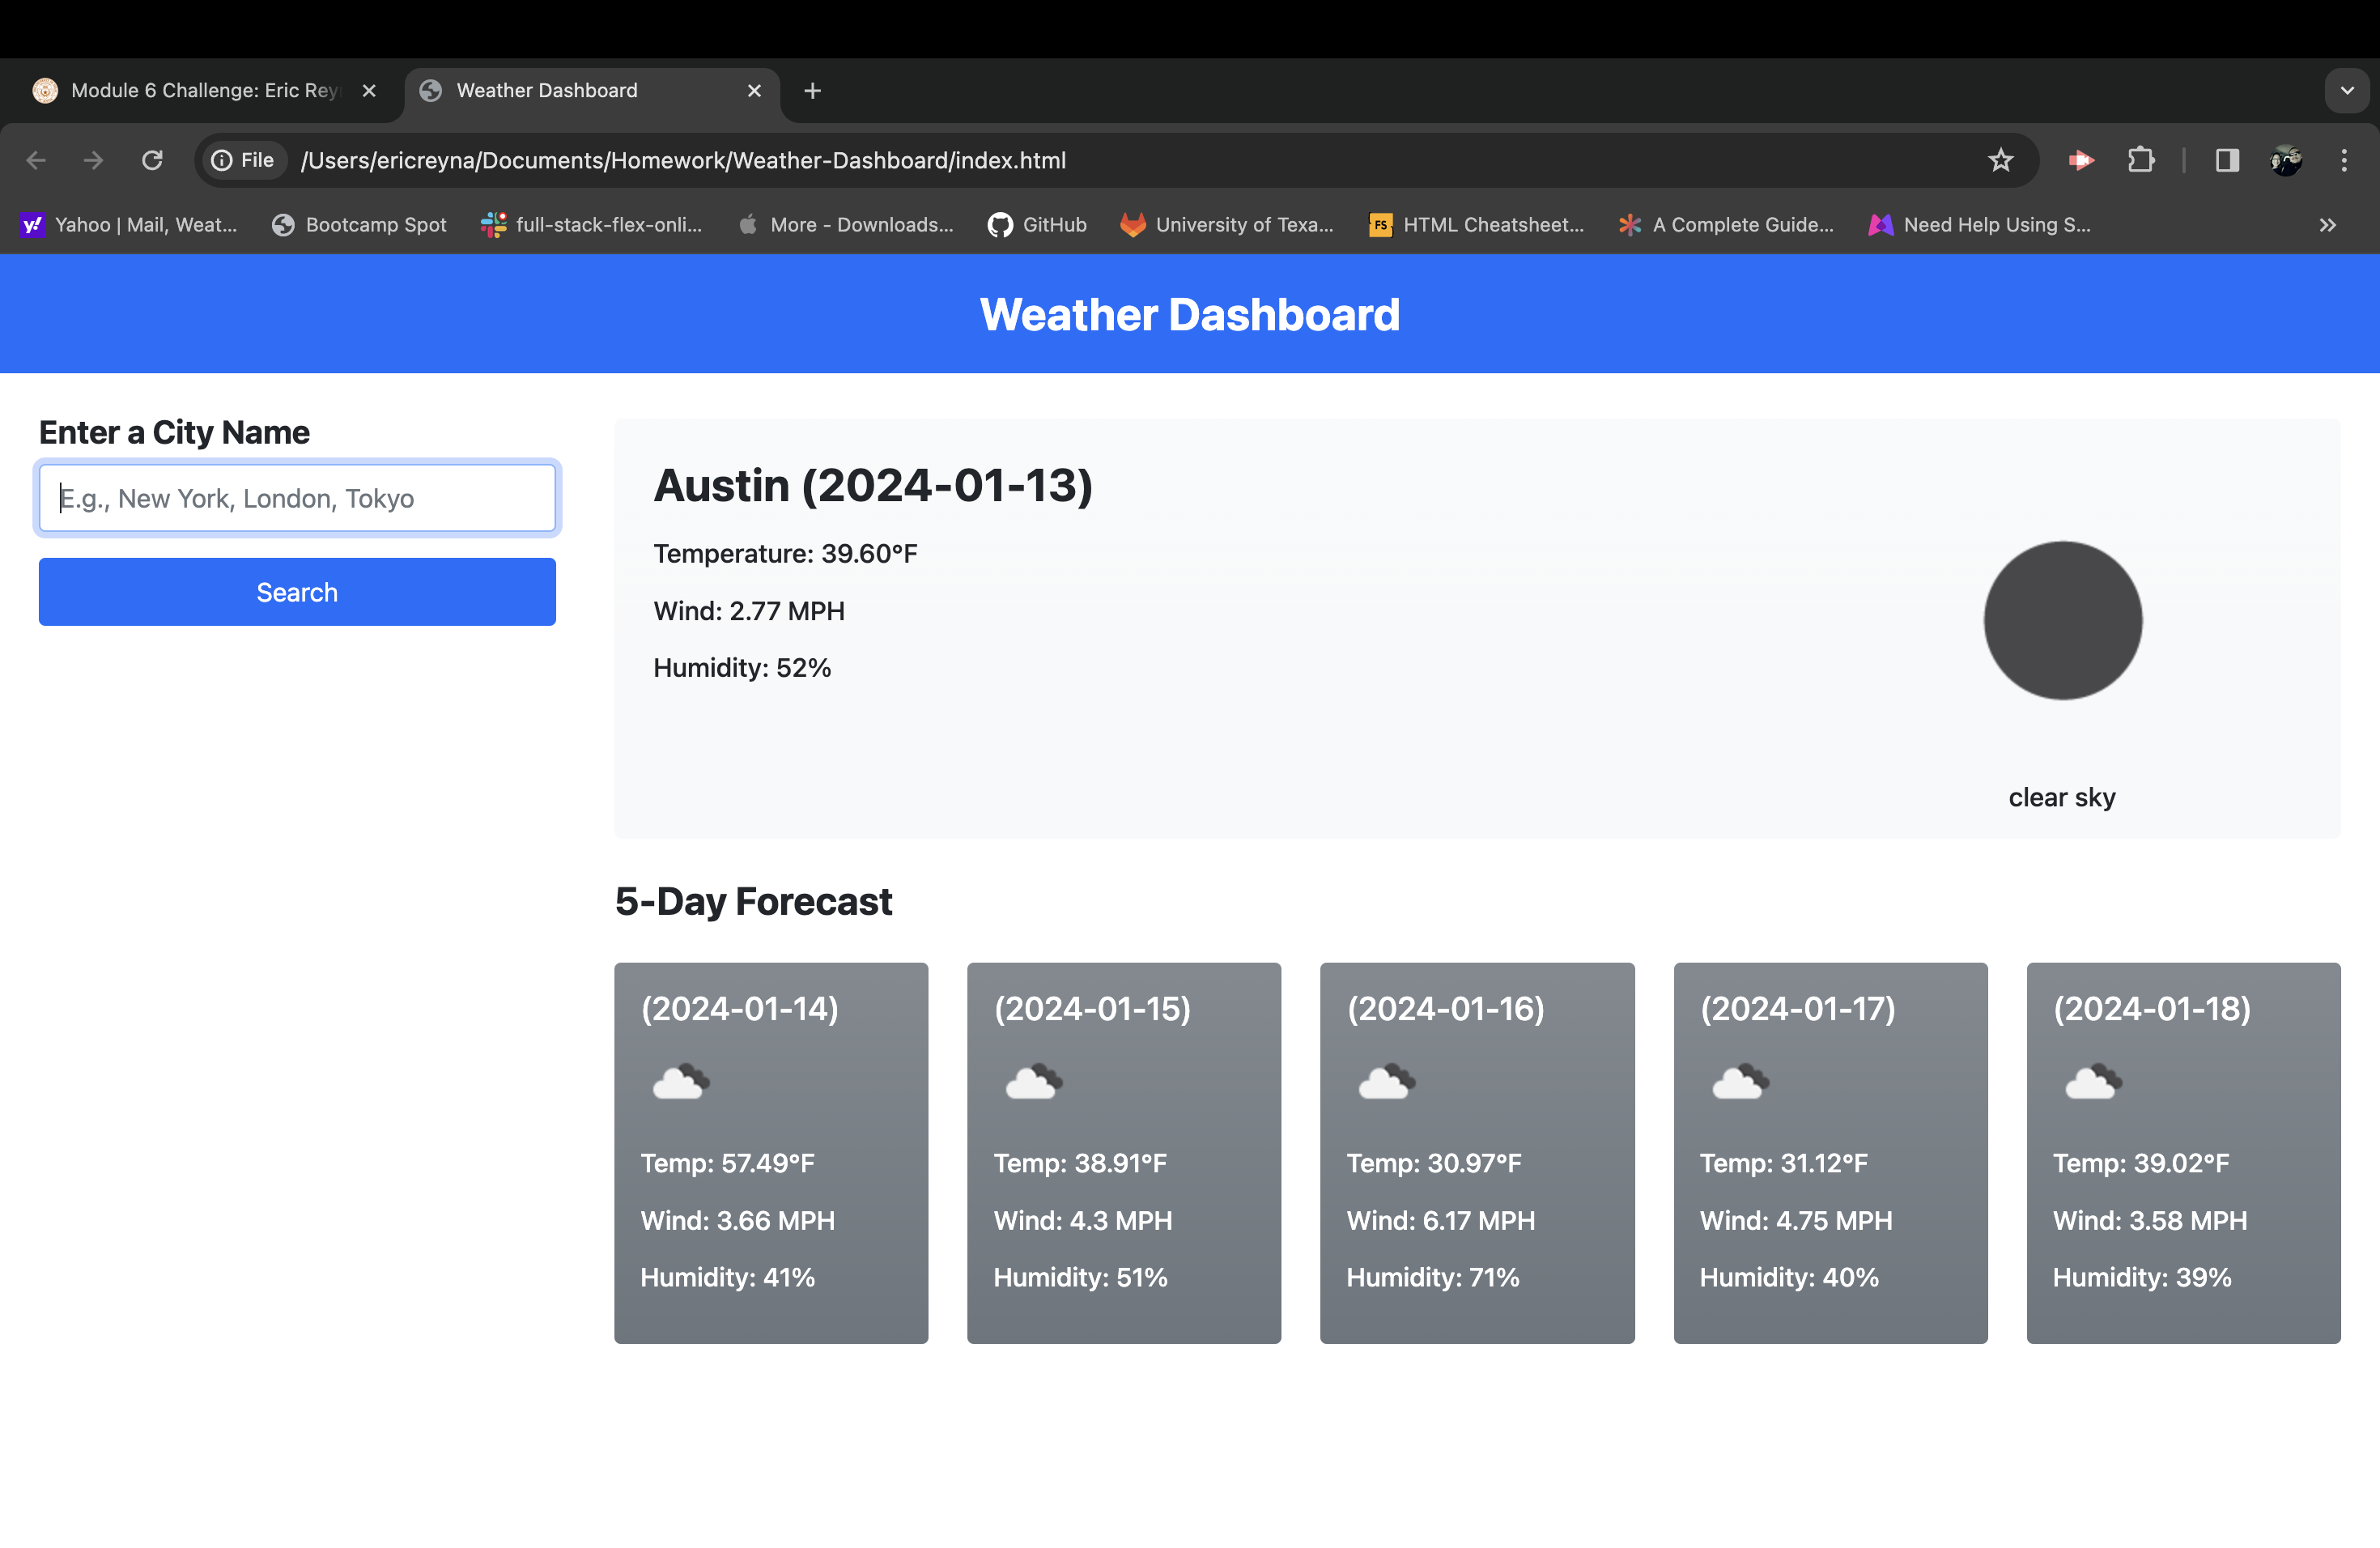 Module 6 Challenge: Eric Rey
Weather Dashboard
File
/Users/ericreyna/Documents/Homework/Weather-Dashboard/index.html
y!
Yahoo | Mail, Weat...
Bootcamp Spot
full-stack-flex-onli...
More - Downloads...
GitHub
University of Texa...
FS
HTML Cheatsheet...
A Complete Guide...
Need Help Using S...
Weather Dashboard
Enter a City Name
E.g., New York, London, Tokyo
Search
Austin (2024-01-13)
Temperature: 39.60°F
Wind: 2.77 MPH
Humidity: 52%
clear sky
5-Day Forecast
(2024-01-14)
Temp: 57.49°F
Wind: 3.66 MPH
Humidity: 41%
(2024-01-15)
Temp: 38.91°F
Wind: 4.3 MPH
Humidity: 51%
(2024-01-16)
Temp: 30.97°F
Wind: 6.17 MPH
Humidity: 71%
(2024-01-17)
Temp: 31.12°F
Wind: 4.75 MPH
Humidity: 40%
(2024-01-18)
Temp: 39.02°F
Wind: 3.58 MPH
Humidity: 39%